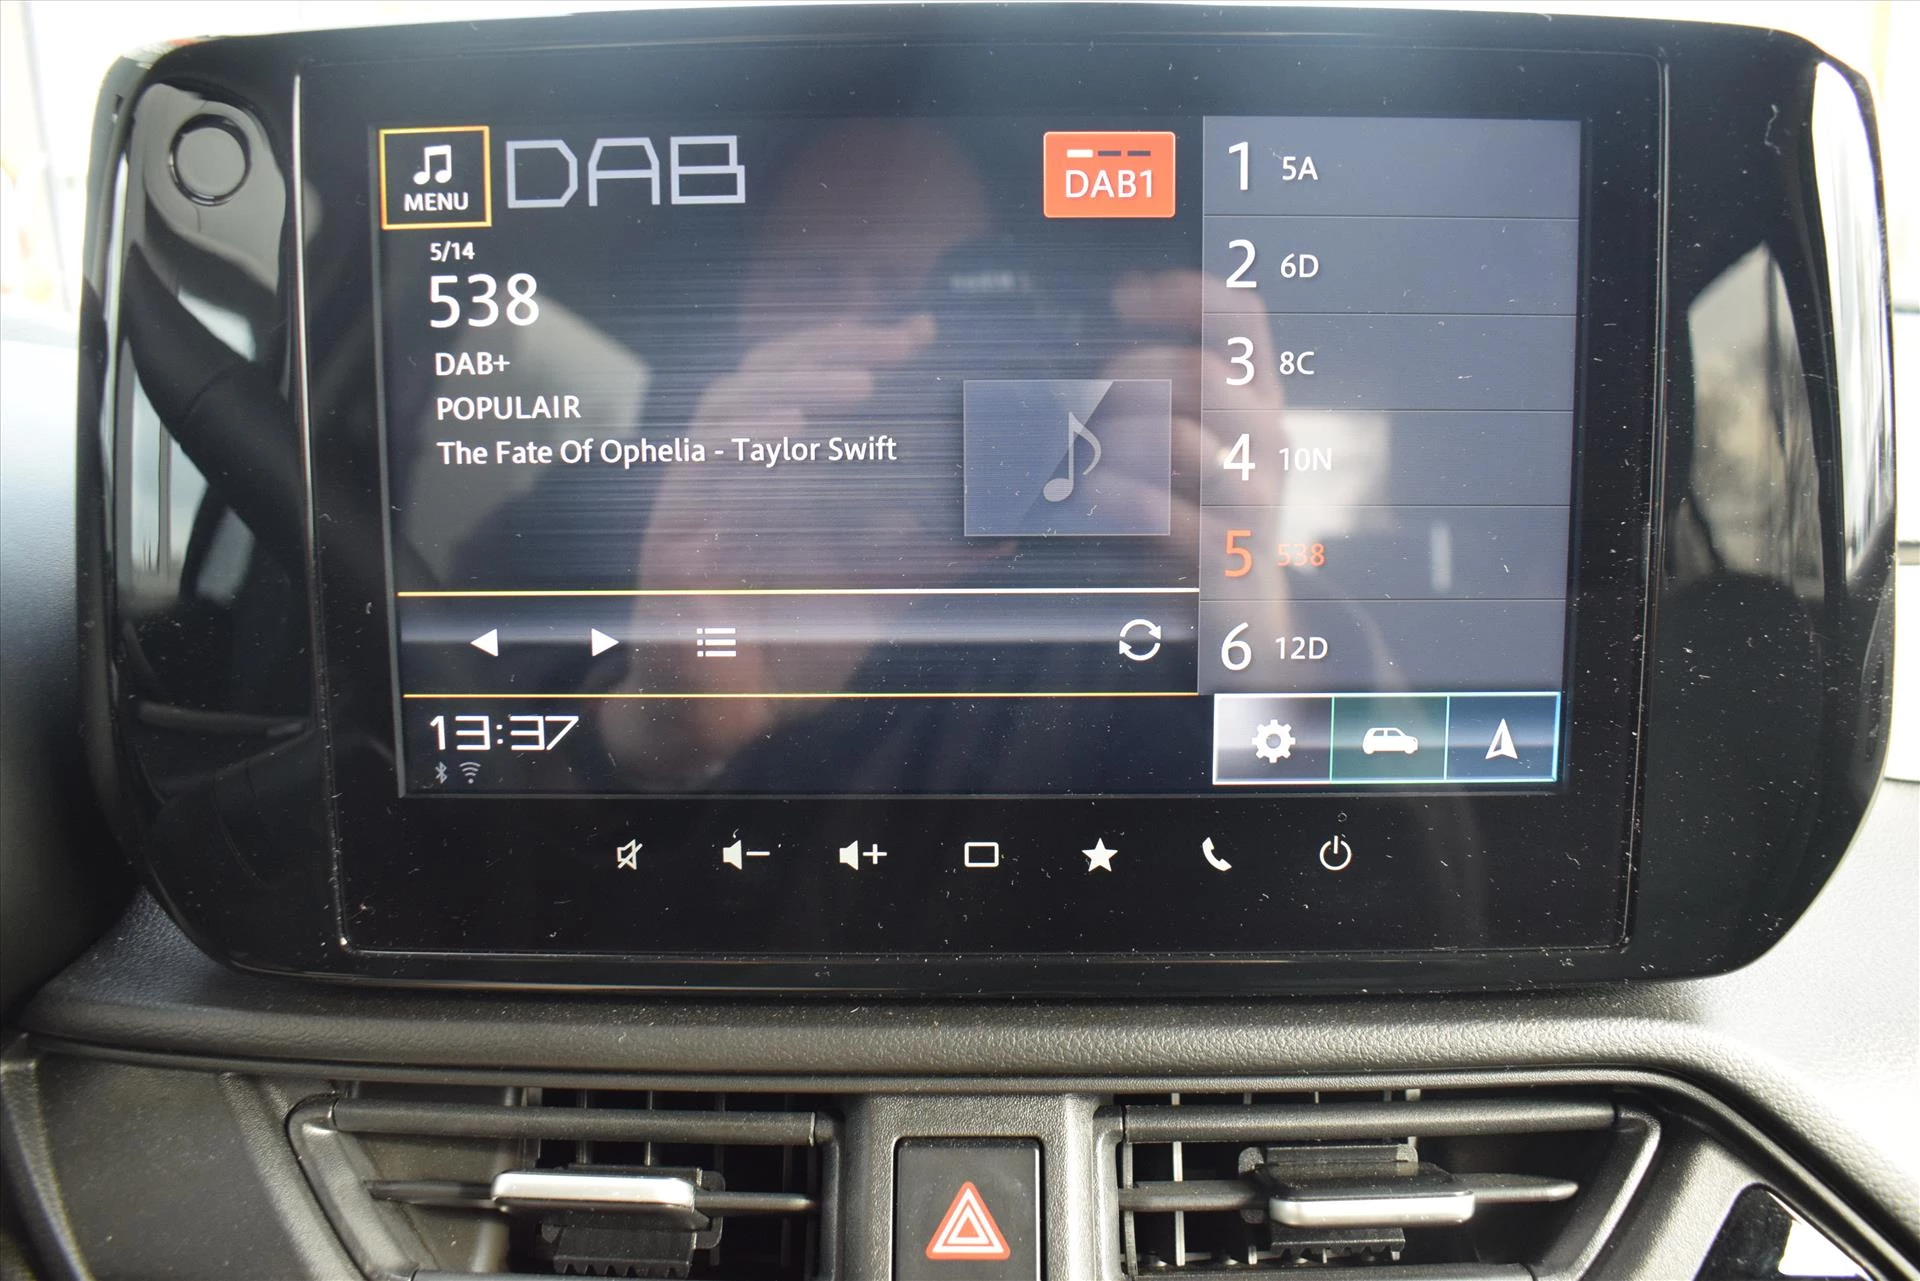 MENU
DAB
DAB1
5/14
538
DAB+
POPULAIR
The Fate Of Ophelia - Taylor Swift
13:37
1 5A
2 6D
3 8C
4 10N
5 538
6 12D